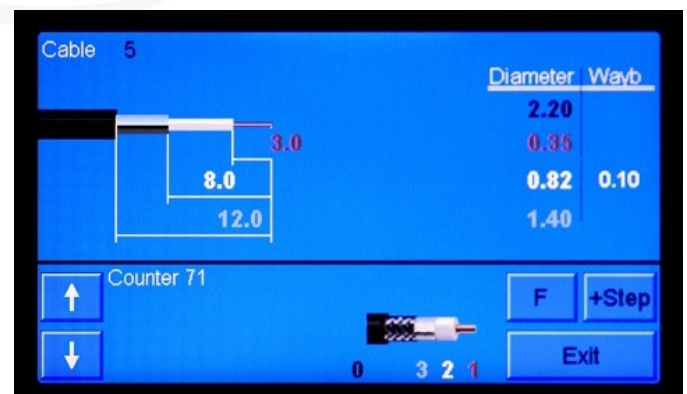 Cable 5
Diameter Wayb
2.20
3.0 0.35
8.0 0.82 0.10
12.0 1.40
Counter 71
F +Step
Exit
0 3 2 1